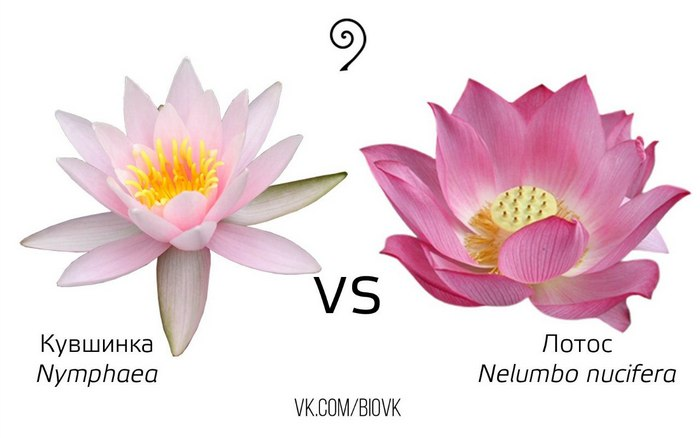 VS
Кувшинка
Nymphaea
Лотос
Nelumbo nucifera
VK.COM/BIOVK